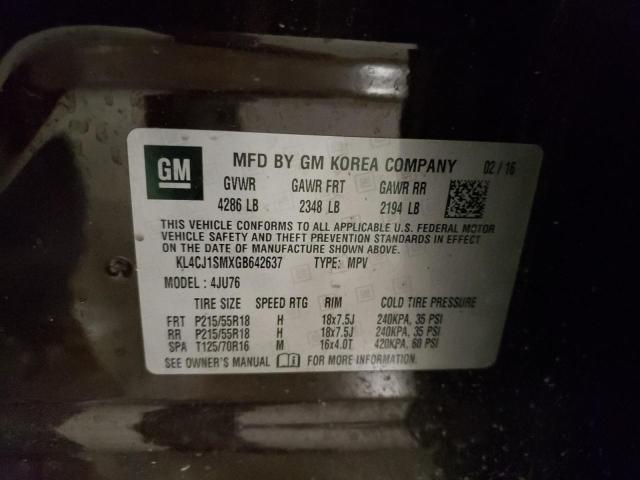 GM MFD BY GM KOREA COMPANY 02 / 16
GVWR GAWR FRT GAWR RR
4286 LB 2348 LB 2194 LB
THIS VEHICLE CONFORMS TO ALL APPLICABLE U.S. FEDERAL MOTOR
VEHICLE SAFETY AND THEFT PREVENTION STANDARDS IN EFFECT
ON THE DATE OF MANUFACTURE SHOWN ABOVE.
KL4CJ1SMXGB642637 TYPE: MPV
MODEL : 4JU76
TIRE SIZE SPEED RTG RIM COLD TIRE PRESSURE
FRT P215/55R18 H 18x7.5J 240KPA, 35 PSI
RR P215/55R18 H 18x7.5J 240KPA, 35 PSI
SPA T125/70R16 M 16x4.0T 420KPA, 60 PSI
SEE OWNER'S MANUAL FOR MORE INFORMATION.